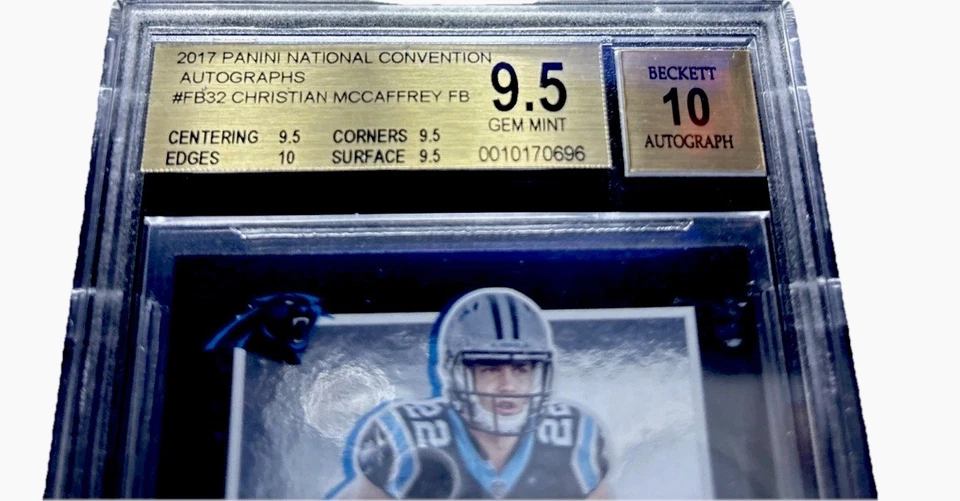 2017 PANINI NATIONAL CONVENTION
AUTOGRAPHS
#FB32 CHRISTIAN MCCAFFREY FB
CENTERING 9.5 CORNERS 9.5
EDGES 10 SURFACE 9.5
9.5
GEM MINT
0010170696
BECKETT
10
AUTOGRAPH
22 22